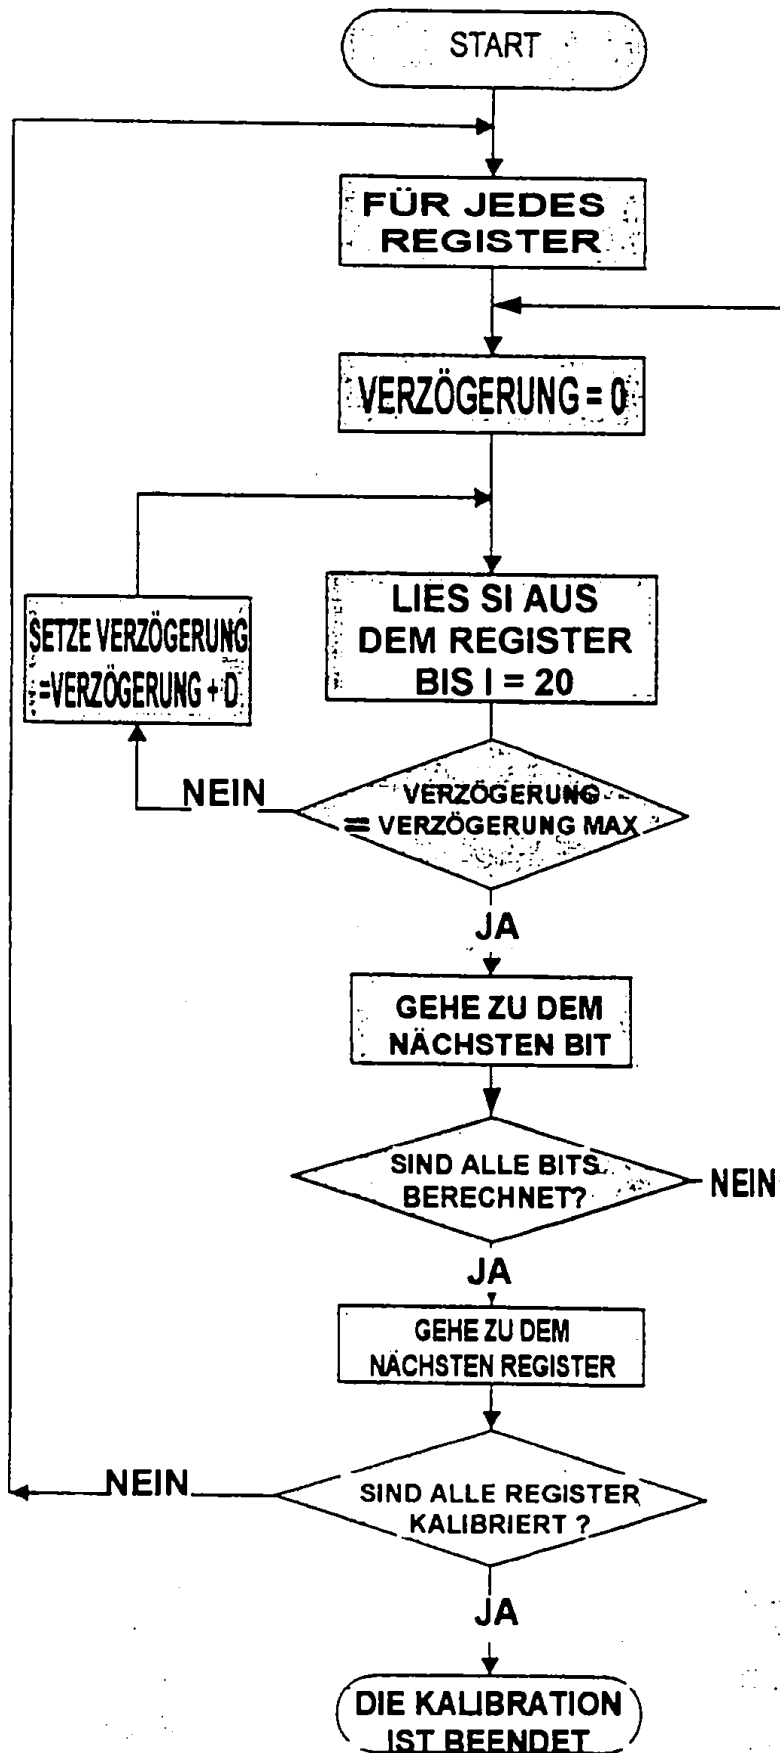 START
FÜR JEDES
REGISTER
VERZÖGERUNG = 0
SETZE VERZÖGERUNG
=VERZÖGERUNG + D
LIES SI AUS
DEM REGISTER
BIS I = 20
NEIN
VERZÖGERUNG
= VERZÖGERUNG MAX
JA
GEHE ZU DEM
NÄCHSTEN BIT
SIND ALLE BITS
BERECHNET?
NEIN
JA
GEHE ZU DEM
NÄCHSTEN REGISTER
NEIN
SIND ALLE REGISTER
KALIBRIERT ?
JA
DIE KALIBRATION
IST BEENDET